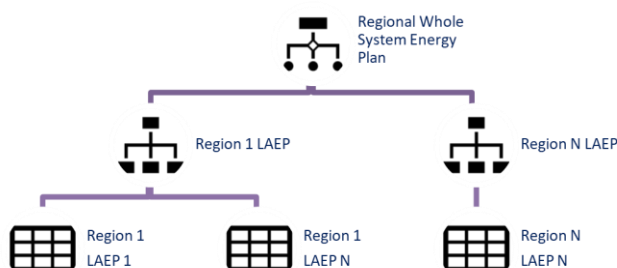 Regional Whole
System Energy
Plan
Region 1 LAEP
Region N LAEP
Region 1
LAEP 1
Region 1
LAEP N
Region N
LAEP N